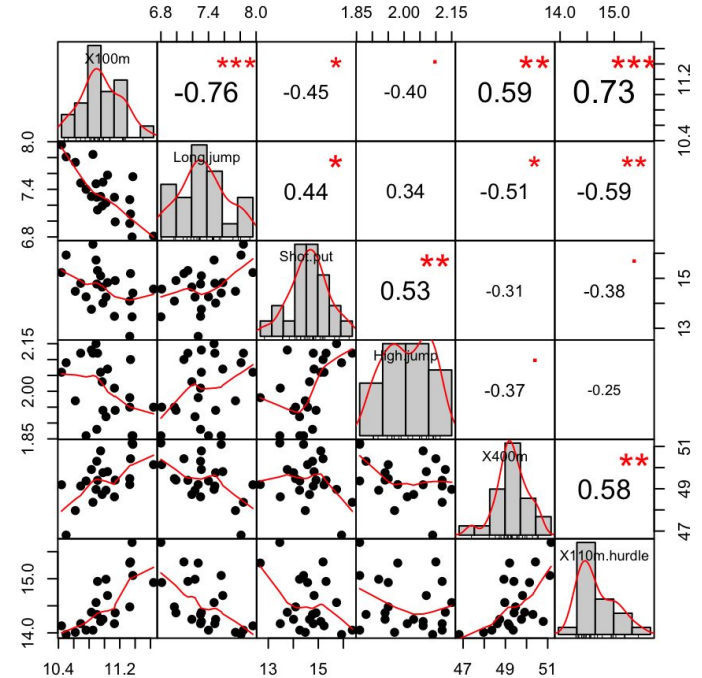 6.8 7.4 8.0 1.85 2.00 2.15 14.0 15.0
X100m *** -0.76 * -0.45 . -0.40 ** 0.59 *** 0.73 10.4 11.2
6.8 7.4 8.0 Long.jump * 0.44 0.34 * -0.51 ** -0.59
Shot.put ** 0.53 -0.31 . -0.38 13 15
1.85 2.00 2.15 High.jump . -0.37 -0.25
X400m ** 0.58 47 49 51
14.0 15.0 X110m.hurdle
10.4 11.2 13 15 47 49 51